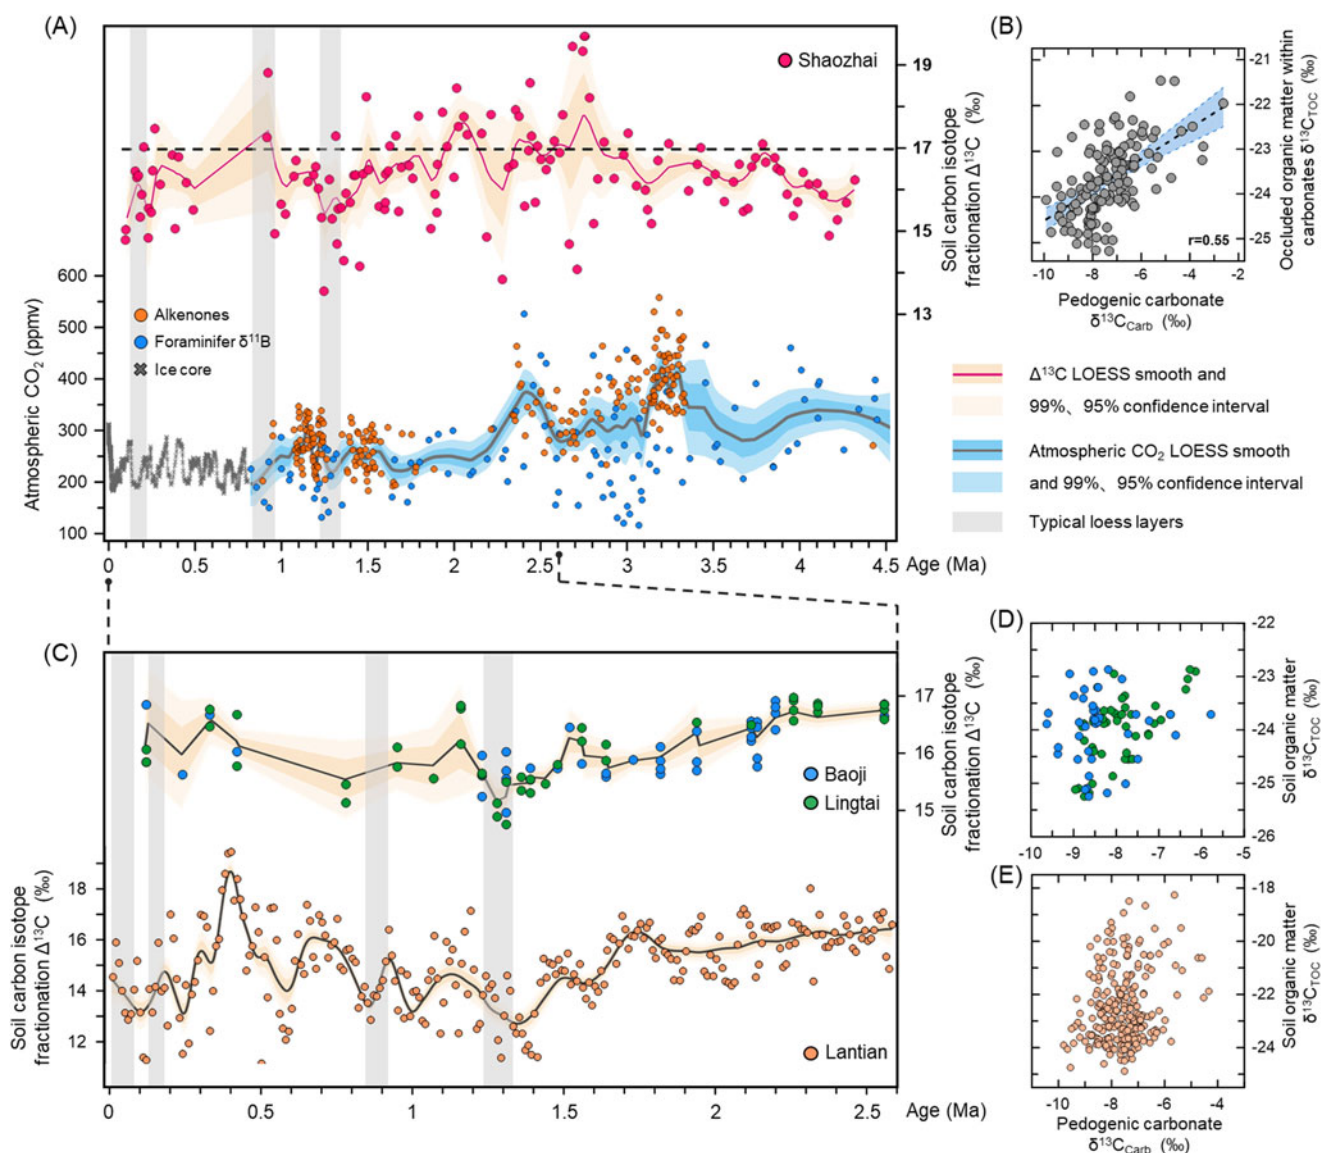 (A)
Shaozhai
19
17
15
13
Soil carbon isotope
fractionation Δ¹³C (‰)
600
500
400
300
200
100
Atmospheric CO₂ (ppmv)
Alkenones
Foraminifer δ¹¹B
Ice core
0
0.5
1
1.5
2
2.5
3
3.5
4
4.5
Age (Ma)
(B)
-21
-22
-23
-24
-25
r=0.55
Occluded organic matter within
carbonates δ¹³C_TOC (‰)
-10
-8
-6
-4
-2
Pedogenic carbonate
δ¹³C_Carb (‰)
Δ¹³C LOESS smooth and
99%、95% confidence interval
Atmospheric CO₂ LOESS smooth
and 99%、95% confidence interval
Typical loess layers
(C)
17
16
15
Soil carbon isotope
fractionation Δ¹³C (‰)
Baoji
Lingtai
18
16
14
12
Soil carbon isotope
fractionation Δ¹³C (‰)
Lantian
0
0.5
1
1.5
2
2.5
Age (Ma)
(D)
-22
-23
-24
-25
-26
Soil organic matter
δ¹³C_TOC (‰)
-10
-9
-8
-7
-6
-5
(E)
-18
-20
-22
-24
Soil organic matter
δ¹³C_TOC (‰)
-10
-8
-6
-4
Pedogenic carbonate
δ¹³C_Carb (‰)